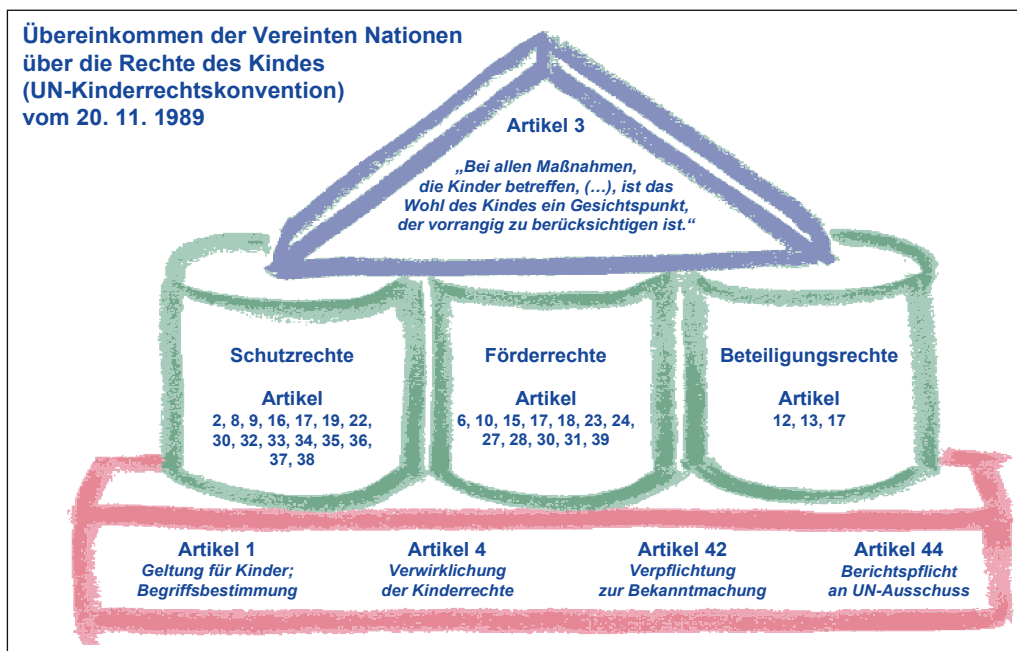 Übereinkommen der Vereinten Nationen
über die Rechte des Kindes
(UN-Kinderrechtskonvention)
vom 20. 11. 1989
Artikel 3
„Bei allen Maßnahmen,
die Kinder betreffen, (…), ist das
Wohl des Kindes ein Gesichtspunkt,
der vorrangig zu berücksichtigen ist.“
Schutzrechte
Artikel
2, 8, 9, 16, 17, 19, 22,
30, 32, 33, 34, 35, 36,
37, 38
Förderrechte
Artikel
6, 10, 15, 17, 18, 23, 24,
27, 28, 30, 31, 39
Beteiligungsrechte
Artikel
12, 13, 17
Artikel 1
Geltung für Kinder;
Begriffsbestimmung
Artikel 4
Verwirklichung
der Kinderrechte
Artikel 42
Verpflichtung
zur Bekanntmachung
Artikel 44
Berichtspflicht
an UN-Ausschuss